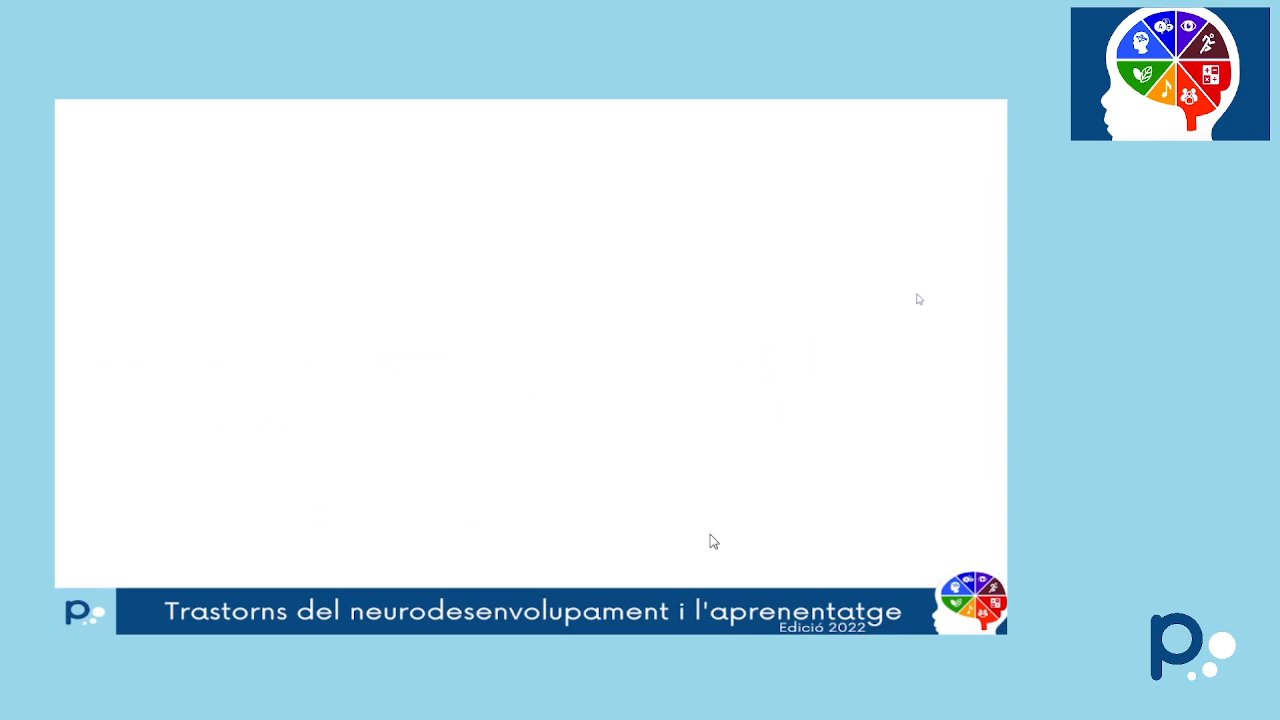 p
Trastorns del neurodesenvolupament i l'aprenentatge
Edició 2022
p